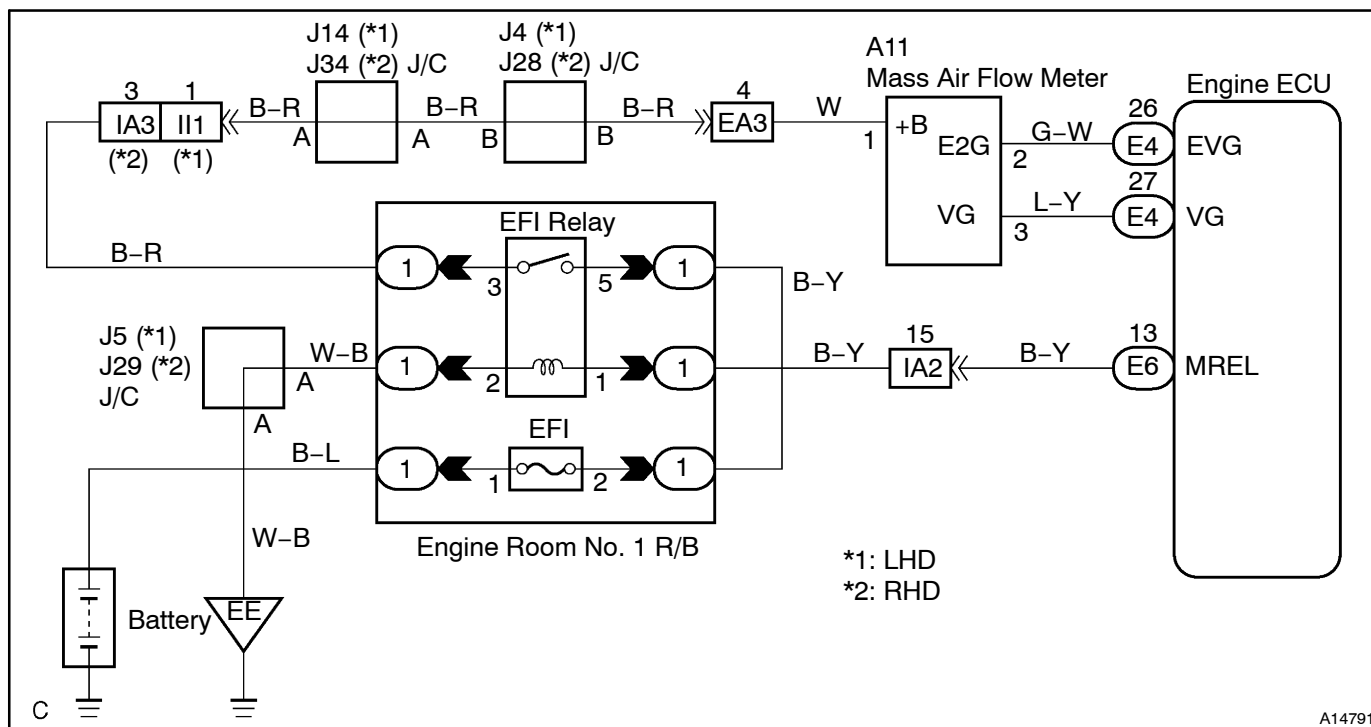 J14 (*1)
J34 (*2) J/C
J4 (*1)
J28 (*2) J/C
A11
Mass Air Flow Meter
Engine ECU
3
1
IA3
II1
(*2)
(*1)
B-R
A
B-R
A
B
B-R
B
4
EA3
W
1
+B
E2G
VG
G-W
2
L-Y
3
26
E4
EVG
27
E4
VG
EFI Relay
B-R
1
3
5
1
B-Y
J5 (*1)
J29 (*2)
J/C
W-B
A
A
1
2
1
1
B-Y
15
IA2
B-Y
13
E6
MREL
EFI
B-L
1
1
2
1
W-B
Engine Room No. 1 R/B
*1: LHD
*2: RHD
Battery
EE
C
A14791